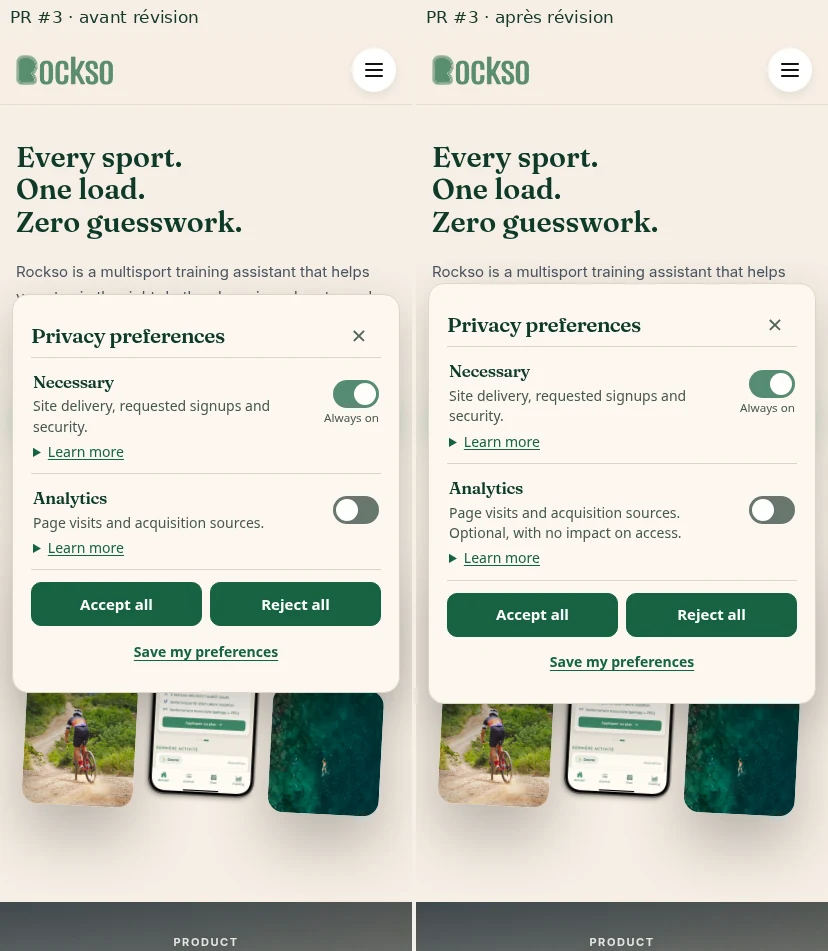 PR #3 · avant révision
Rockso
Every sport.
One load.
Zero guesswork.
Rockso is a multisport training assistant that helps
Privacy preferences
Necessary
Site delivery, requested signups and
security.
Always on
Learn more
Analytics
Page visits and acquisition sources.
Learn more
Accept all
Reject all
Save my preferences
DERNIÈRE ACTIVITÉ
PRODUCT
PR #3 · après révision
Rockso
Every sport.
One load.
Zero guesswork.
Rockso is a multisport training assistant that helps
Privacy preferences
Necessary
Site delivery, requested signups and
security.
Always on
Learn more
Analytics
Page visits and acquisition sources.
Optional, with no impact on access.
Learn more
Accept all
Reject all
Save my preferences
DERNIÈRE ACTIVITÉ
PRODUCT